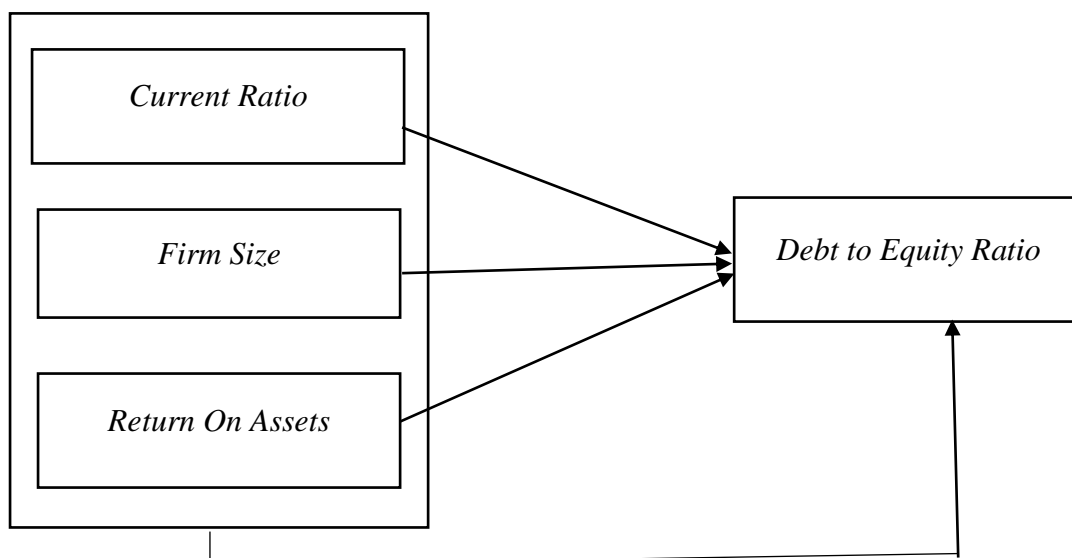 Current Ratio
Firm Size
Debt to Equity Ratio
Return On Assets